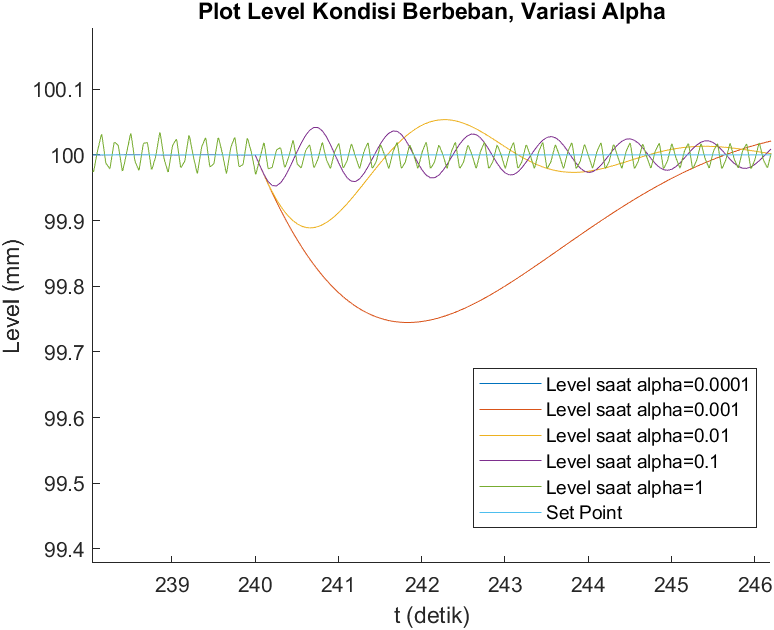 Plot Level Kondisi Berbeban, Variasi Alpha
100.1
100
99.9
99.8
99.7
99.6
99.5
99.4
Level (mm)
Level saat alpha=0.0001
Level saat alpha=0.001
Level saat alpha=0.01
Level saat alpha=0.1
Level saat alpha=1
Set Point
239 240 241 242 243 244 245 246
t (detik)